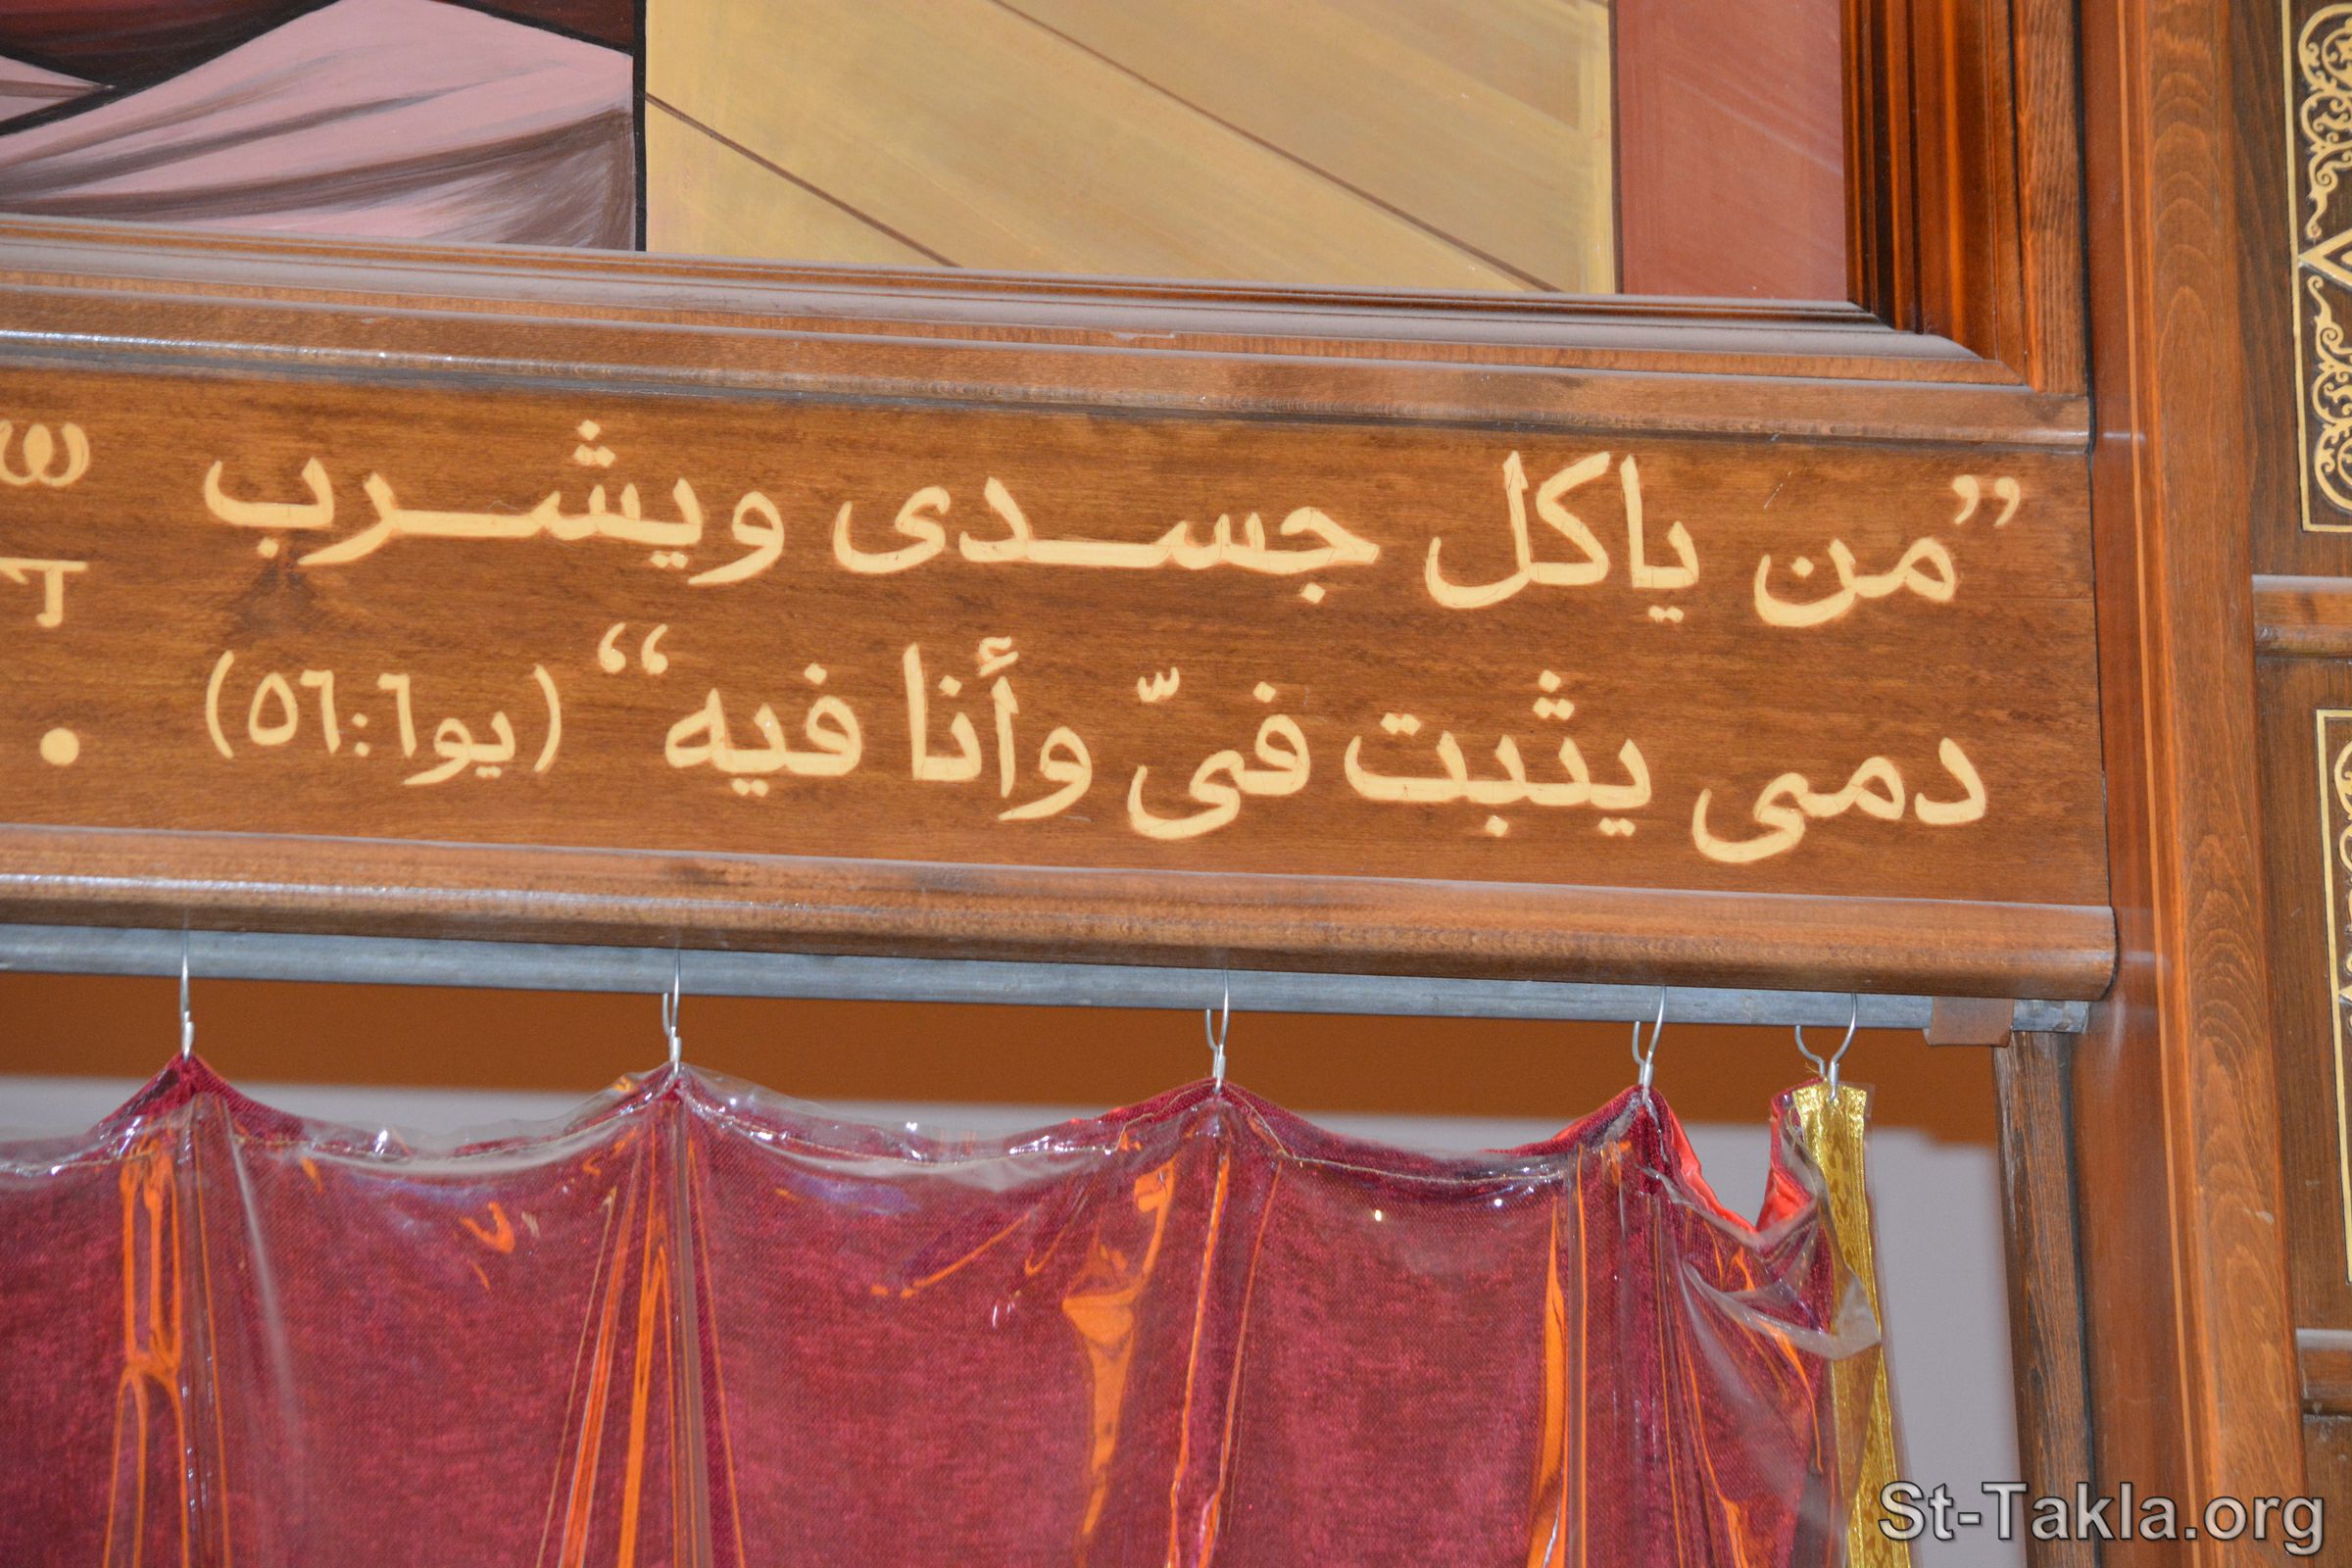 ”من ياكل جسدى ويشرب
دمى يثبت فىّ وأنا فيه“ (يو٦:٥٦)
St-Takla.org